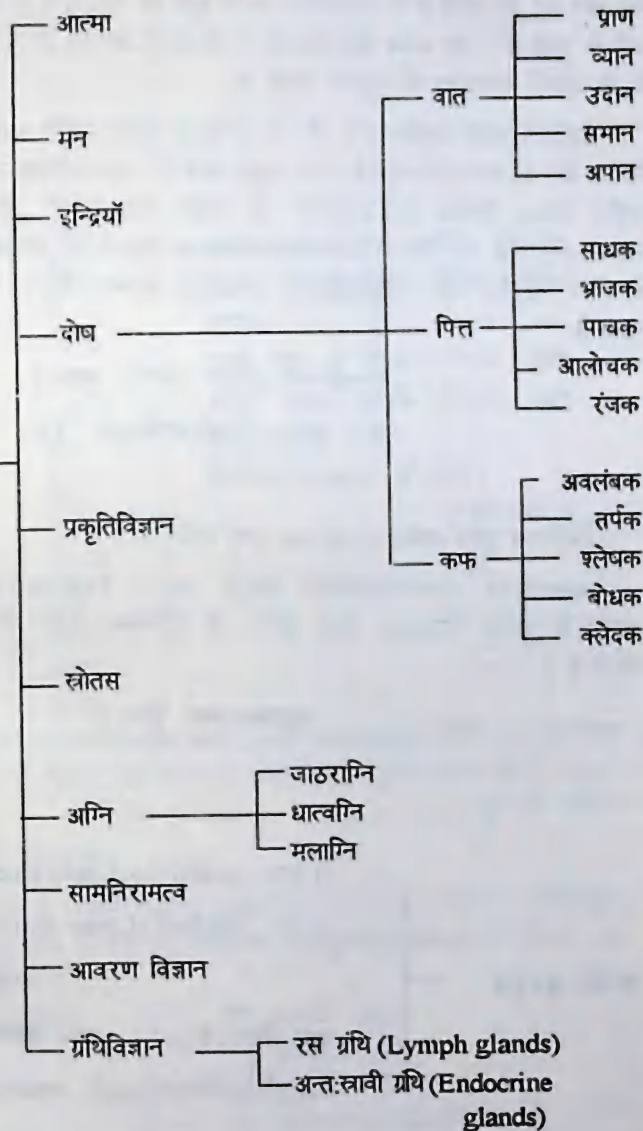 आत्मा
मन
इन्द्रियॉ
दोष
वात
प्राण
व्यान
उदान
समान
अपान
पित्त
साधक
भ्राजक
पाचक
आलोचक
रंजक
कफ
अवलंबक
तर्पक
श्लेषक
बोधक
क्लेदक
प्रकृतिविज्ञान
स्त्रोतस
अग्नि
जाठराग्नि
धात्वग्नि
मलाग्नि
सामनिरामत्व
आवरण विज्ञान
ग्रंथिविज्ञान
रस ग्रंथि (Lymph glands)
अन्त:स्त्रावी ग्रंथि (Endocrine
glands)